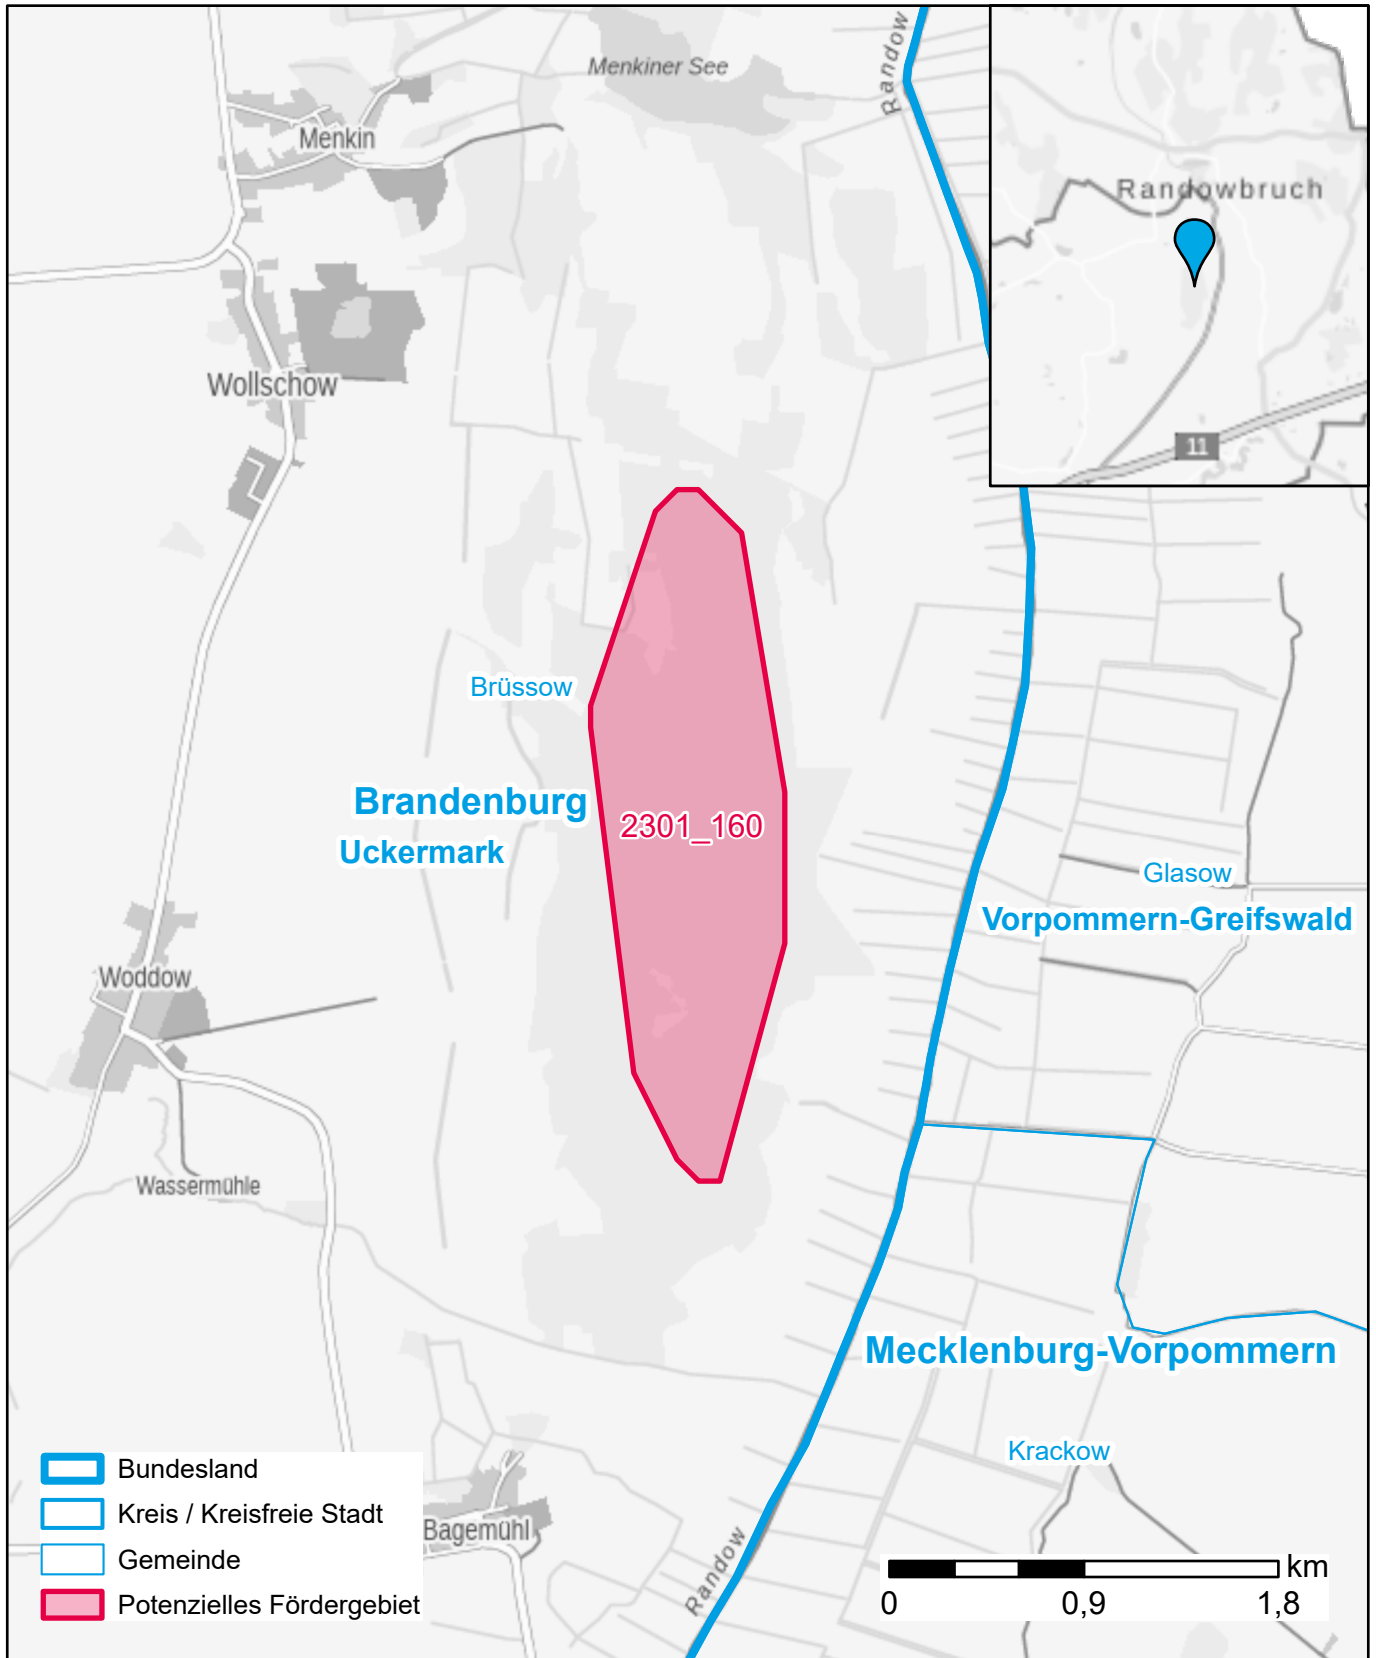 Menkiner See
Randow
Menkin
Randowbruch
11
Wollschow
Brüssow
Brandenburg
2301_160
Uckermark
Glasow
Vorpommern-Greifswald
Woddow
Wassermühle
Mecklenburg-Vorpommern
Krackow
Bagemühl
Randow
Bundesland
Kreis / Kreisfreie Stadt
Gemeinde
Potenzielles Fördergebiet
km
0 0,9 1,8